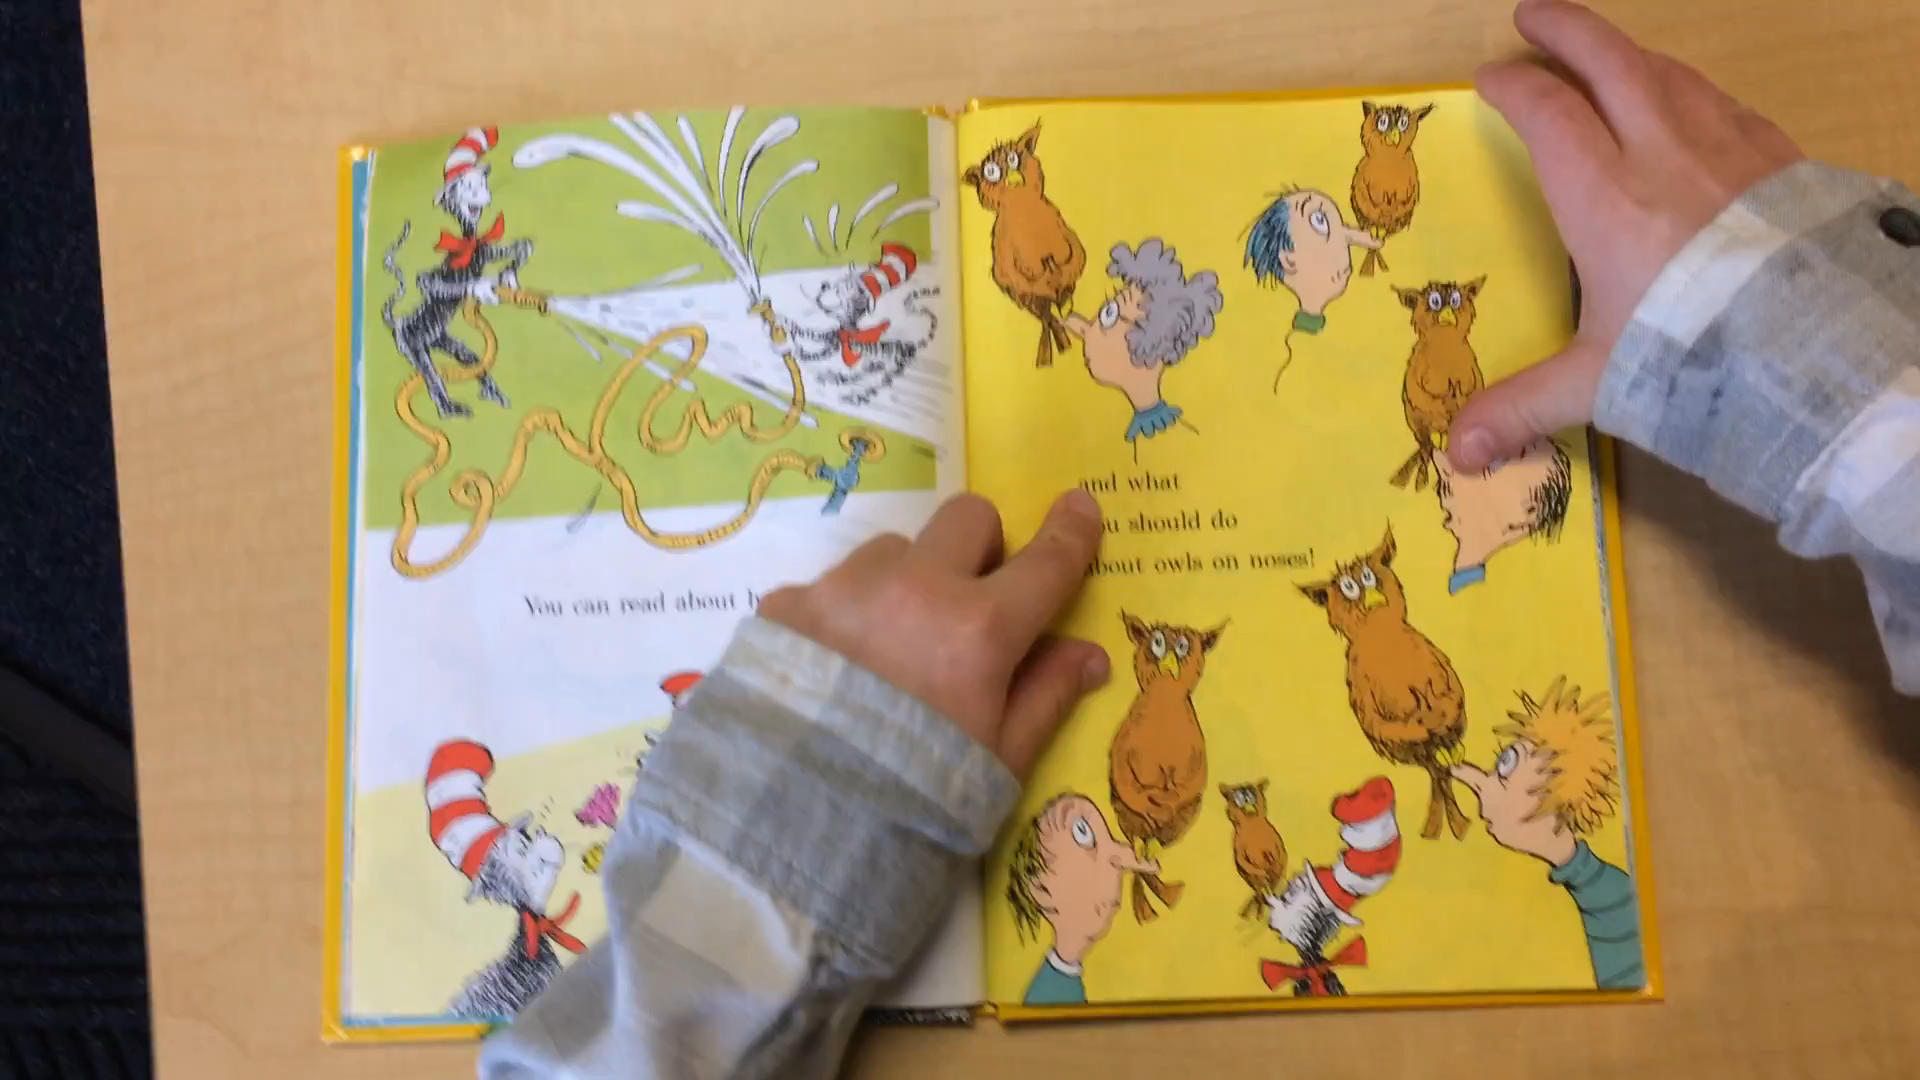 You can read about
and what
should do
about owls on noses!